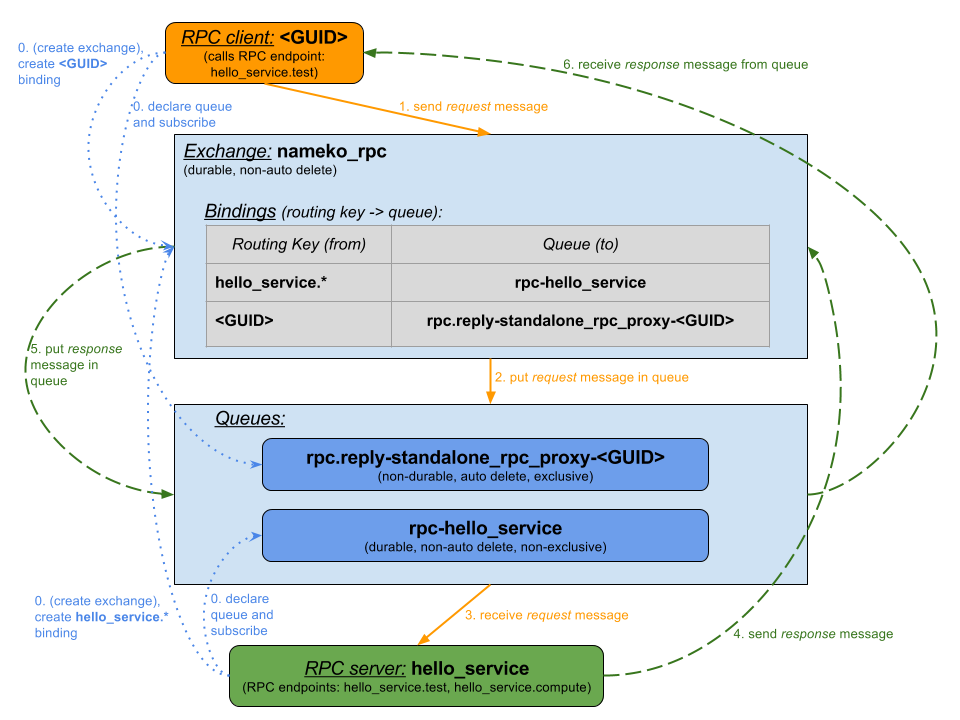 RPC client: <GUID>
(calls RPC endpoint:
hello_service.test)
0. (create exchange),
create <GUID>
binding
6. receive response message from queue
0. declare queue
and subscribe
1. send request message
Exchange: nameko_rpc
(durable, non-auto delete)
Bindings (routing key -> queue):
Routing Key (from) Queue (to)
hello_service.* rpc-hello_service
<GUID> rpc.reply-standalone_rpc_proxy-<GUID>
5. put response
message in
queue
2. put request message in queue
Queues:
rpc.reply-standalone_rpc_proxy-<GUID>
(non-durable, auto delete, exclusive)
rpc-hello_service
(durable, non-auto delete, non-exclusive)
0. (create exchange),
create hello_service.*
binding
0. declare
queue and
subscribe
3. receive request message
4. send response message
RPC server: hello_service
(RPC endpoints: hello_service.test, hello_service.compute)